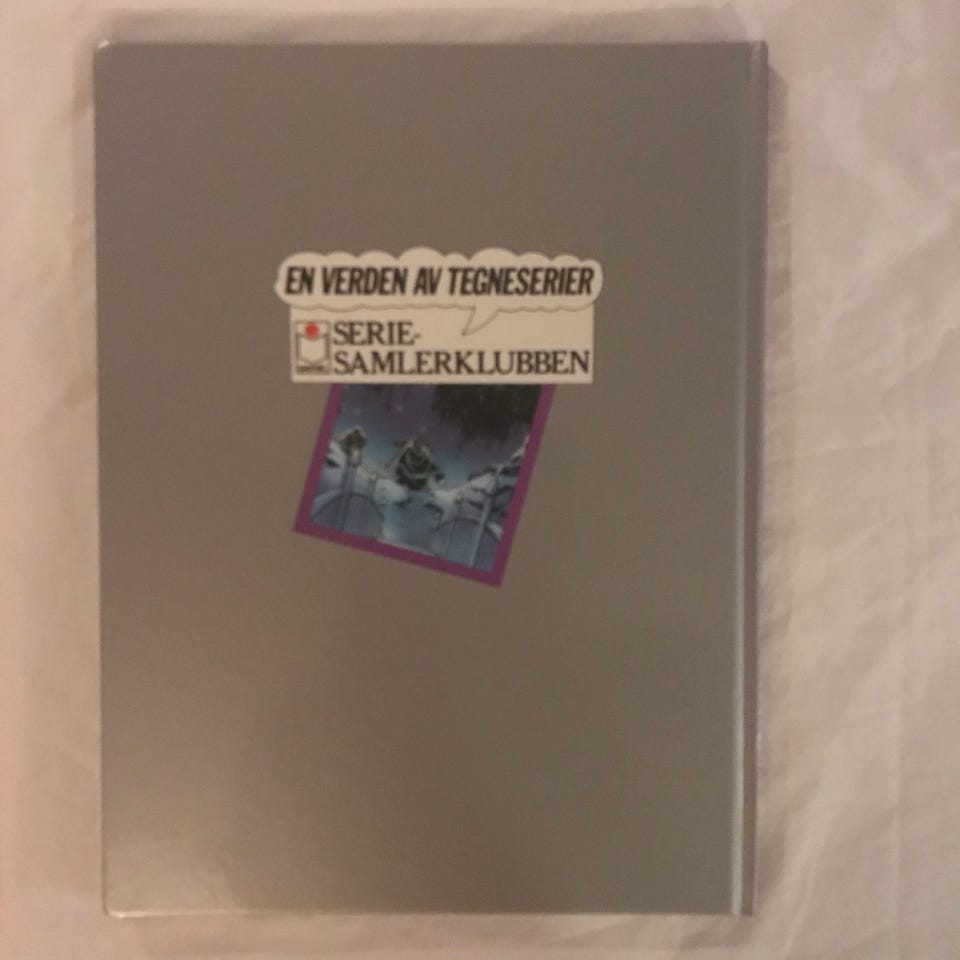 EN VERDEN AV TEGNESERIER
SERIE-
SAMLERKLUBBEN